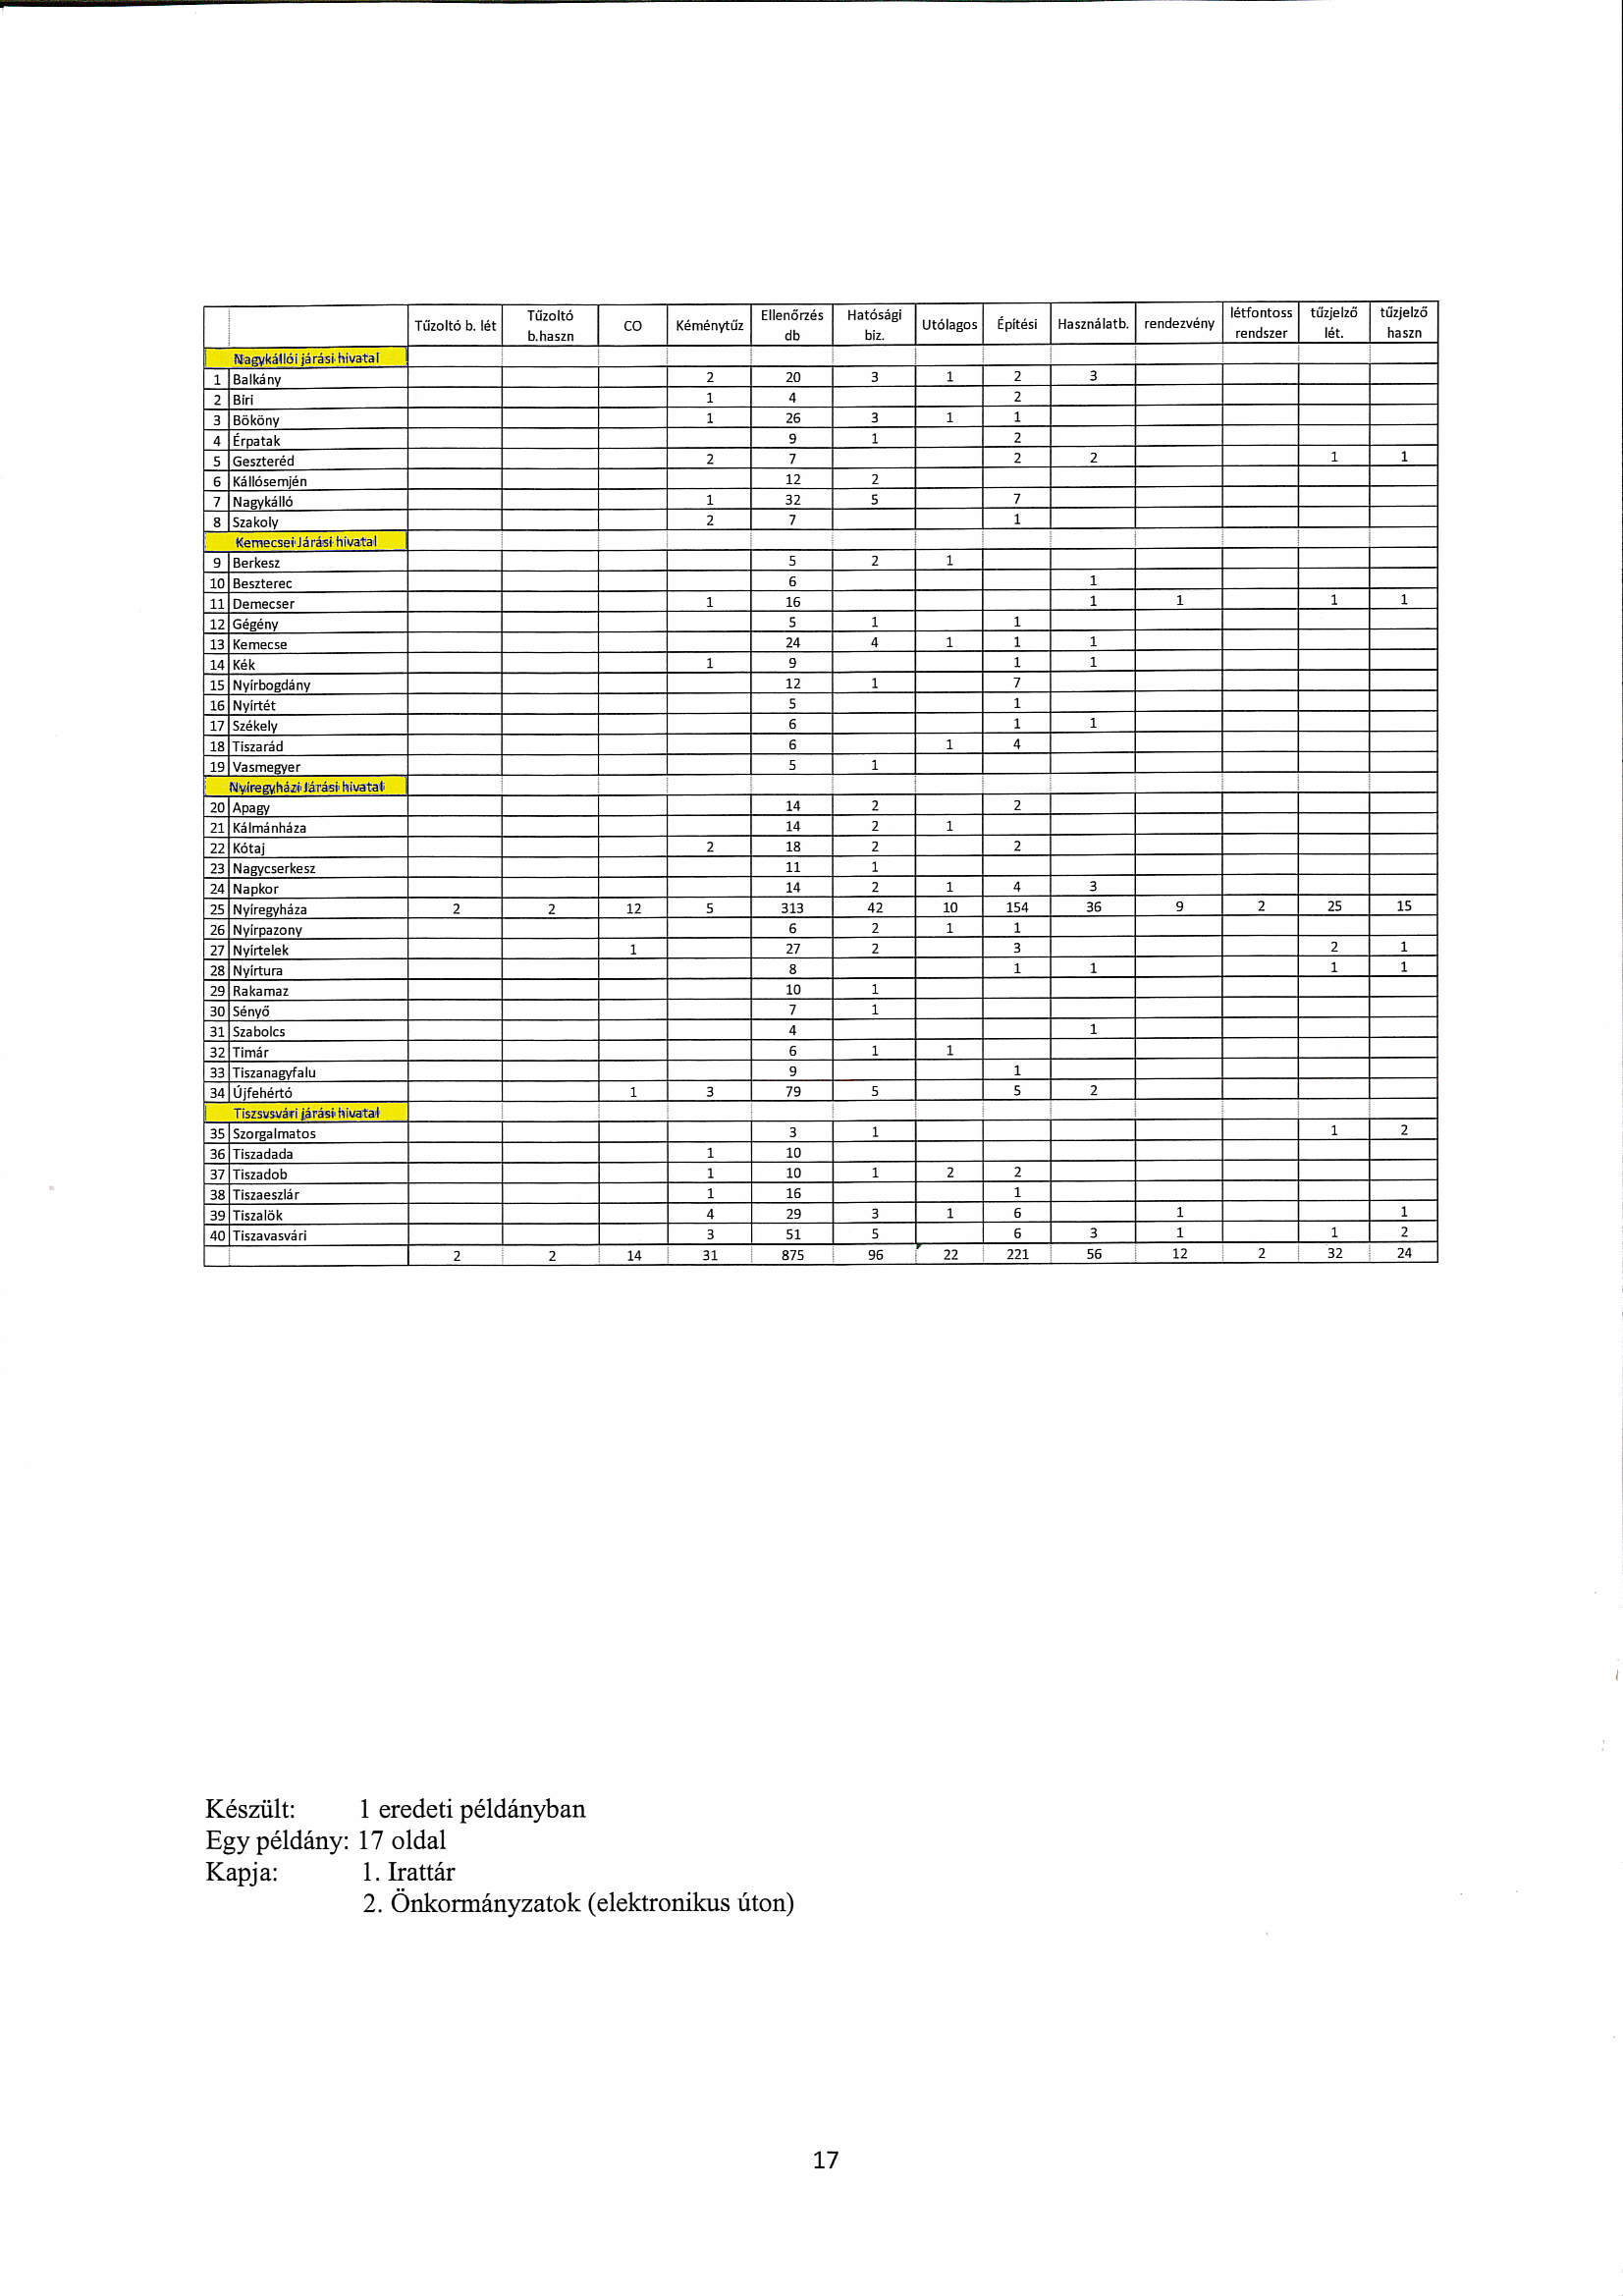 Tűzoltó b. lét Tűzoltó b.haszn CO Kéménytűz Ellenőrzés db Hatósági biz. Utólagos Építési Használatb. rendezvény létfontoss rendszer tűzjelző lét. tűzjelző haszn
Nagykállói járási hivatal
1 Balkány 2 20 3 1 2 3
2 Biri 1 4 2
3 Bököny 1 26 3 1 1
4 Érpatak 9 1 2
5 Geszteréd 2 7 2 2 1 1
6 Kállósemjén 12 2
7 Nagykálló 1 32 5 7
8 Szakoly 2 7 1
Kemecsei Járási hivatal
9 Berkesz 5 2 1
10 Beszterec 6 1
11 Demecser 1 16 1 1 1 1
12 Gégény 5 1 1
13 Kemecse 24 4 1 1 1
14 Kék 1 9 1 1
15 Nyírbogdány 12 1 7
16 Nyírtét 5 1
17 Székely 6 1 1
18 Tiszarád 6 1 4
19 Vasmegyer 5 1
Nyíregyházi Járási hivatal
20 Apagy 14 2 2
21 Kálmánháza 14 2 1
22 Kótaj 2 18 2 2
23 Nagycserkesz 11 1
24 Napkor 14 2 1 4 3
25 Nyíregyháza 2 2 12 5 313 42 10 154 36 9 2 25 15
26 Nyírpazony 6 2 1 1
27 Nyírtelek 1 27 2 3 2 1
28 Nyírtura 8 1 1 1 1
29 Rakamaz 10 1
30 Sényő 7 1
31 Szabolcs 4 1
32 Timár 6 1 1
33 Tiszanagyfalu 9 1
34 Újfehértó 1 3 79 5 5 2
Tiszsvsvári járási hivatal
35 Szorgalmatos 3 1 1 2
36 Tiszadada 1 10
37 Tiszadob 1 10 1 2 2
38 Tiszaeszlár 1 16 1
39 Tiszalök 4 29 3 1 6 1 1
40 Tiszavasvári 3 51 5 6 3 1 1 2
2 2 14 31 875 96 22 221 56 12 2 32 24
Készült: 1 eredeti példányban
Egy példány: 17 oldal
Kapja: 1. Irattár
2. Önkormányzatok (elektronikus úton)
17